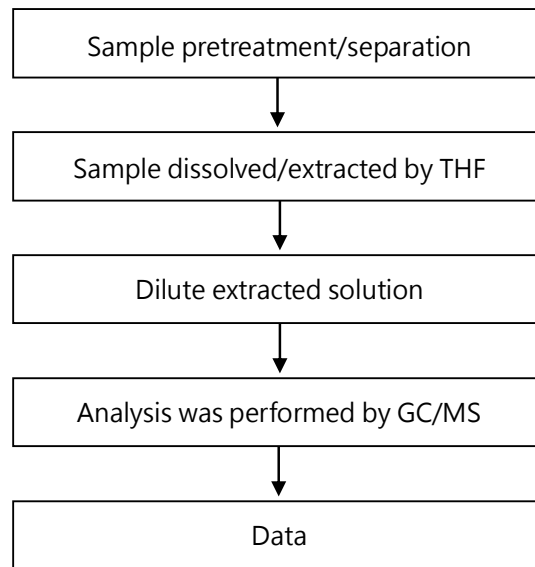 Sample pretreatment/separation
Sample dissolved/extracted by THF
Dilute extracted solution
Analysis was performed by GC/MS
Data